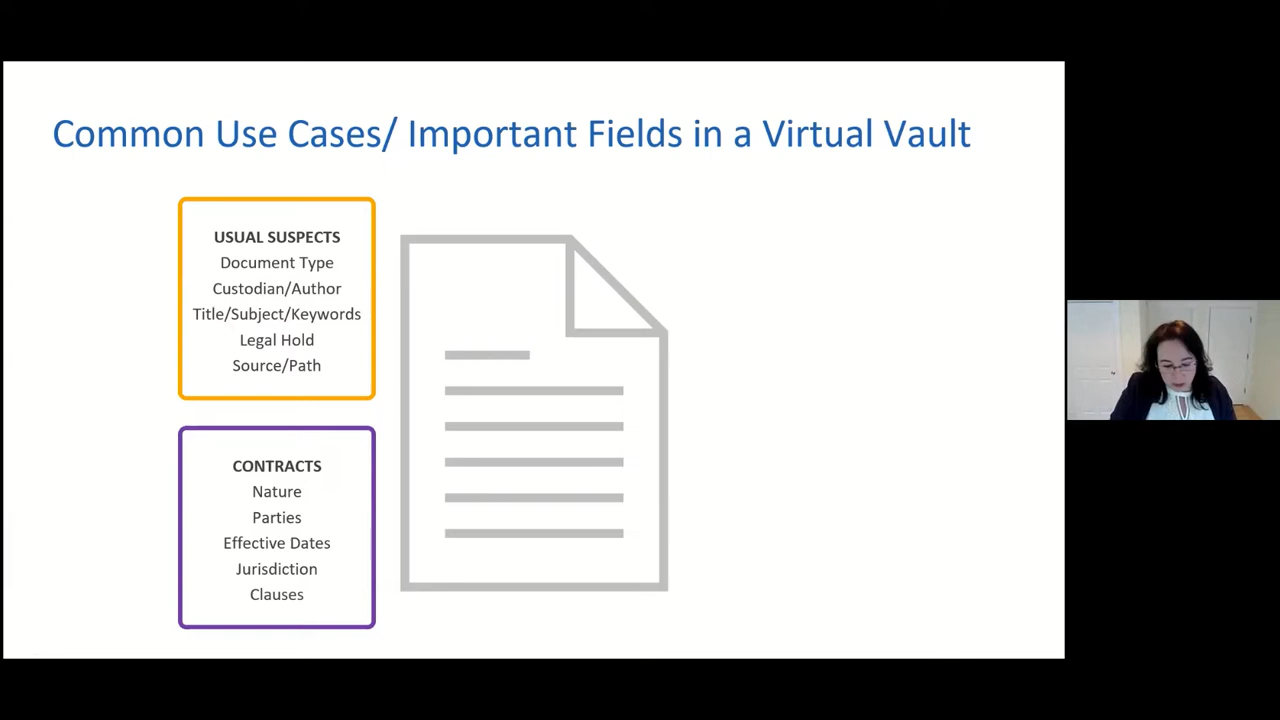 Common Use Cases/ Important Fields in a Virtual Vault
USUAL SUSPECTS
Document Type
Custodian/Author
Title/Subject/Keywords
Legal Hold
Source/Path
CONTRACTS
Nature
Parties
Effective Dates
Jurisdiction
Clauses